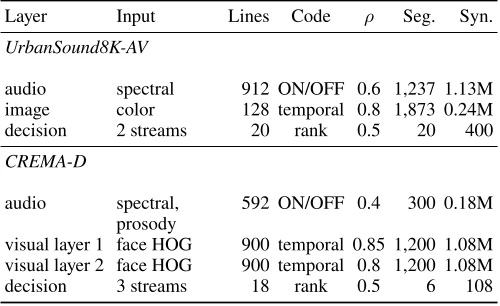 Layer Input Lines Code ρ Seg. Syn.
UrbanSound8K-AV
audio spectral 912 ON/OFF 0.6 1,237 1.13M
image color 128 temporal 0.8 1,873 0.24M
decision 2 streams 20 rank 0.5 20 400
CREMA-D
audio spectral, 592 ON/OFF 0.4 300 0.18M
prosody
visual layer 1 face HOG 900 temporal 0.85 1,200 1.08M
visual layer 2 face HOG 900 temporal 0.8 1,200 1.08M
decision 3 streams 18 rank 0.5 6 108